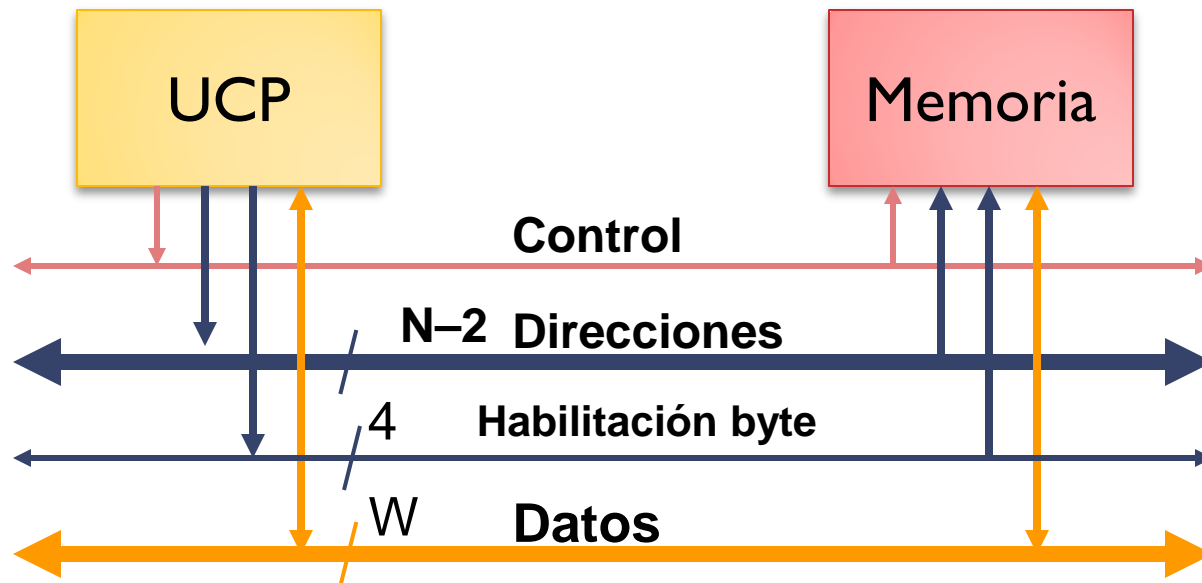 UCP
Memoria
Control
N–2 Direcciones
4 Habilitación byte
W Datos